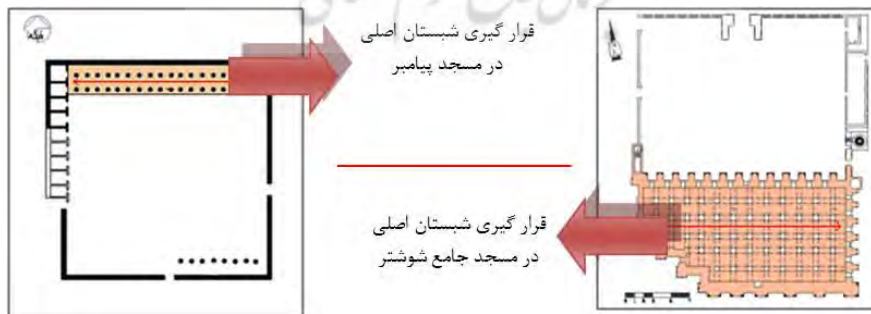 قرار گیری شبستان اصلی
در مسجد پیامبر
قرار گیری شبستان اصلی
در مسجد جامع شوشتر